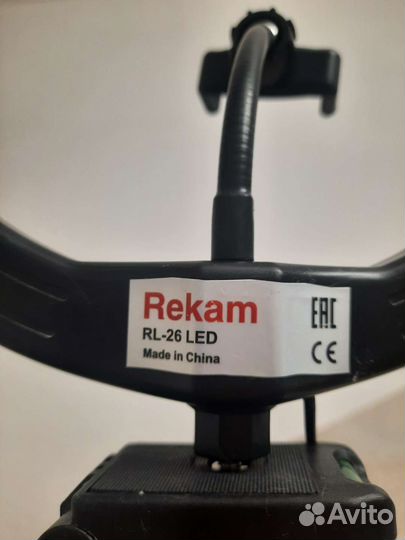 Rekam
RL-26 LED
Made in China
EAC
CE
Avito